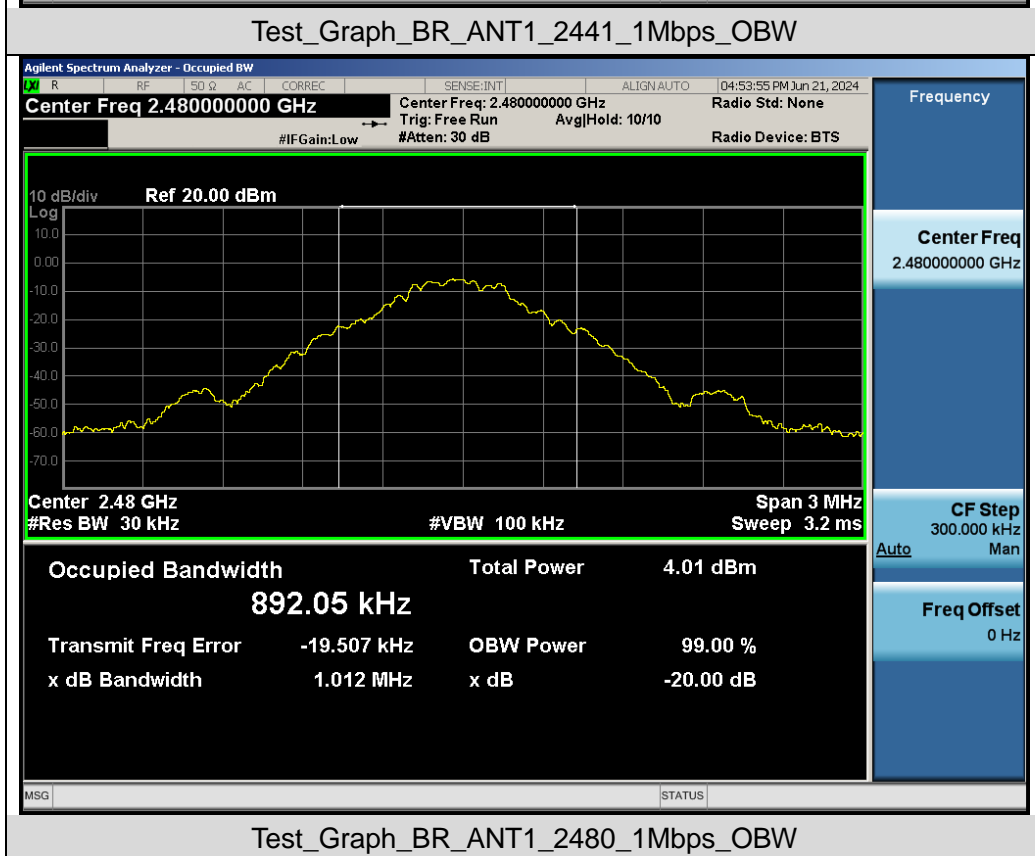 Test_Graph_BR_ANT1_2441_1Mbps_OBW
Agilent Spectrum Analyzer - Occupied BW
LXI R RF 50 Ω AC CORREC SENSE:INT ALIGN AUTO 04:53:55 PM Jun 21, 2024
Center Freq 2.480000000 GHz
Center Freq: 2.480000000 GHz Radio Std: None
Trig: Free Run Avg|Hold: 10/10
#IFGain:Low #Atten: 30 dB Radio Device: BTS
Frequency
10 dB/div Ref 20.00 dBm
Log
10.0
0.00
-10.0
-20.0
-30.0
-40.0
-50.0
-60.0
-70.0
Center 2.48 GHz Span 3 MHz
#Res BW 30 kHz #VBW 100 kHz Sweep 3.2 ms
Occupied Bandwidth Total Power 4.01 dBm
892.05 kHz
Transmit Freq Error -19.507 kHz OBW Power 99.00 %
x dB Bandwidth 1.012 MHz x dB -20.00 dB
Center Freq
2.480000000 GHz
CF Step
300.000 kHz
Auto Man
Freq Offset
0 Hz
MSG STATUS
Test_Graph_BR_ANT1_2480_1Mbps_OBW